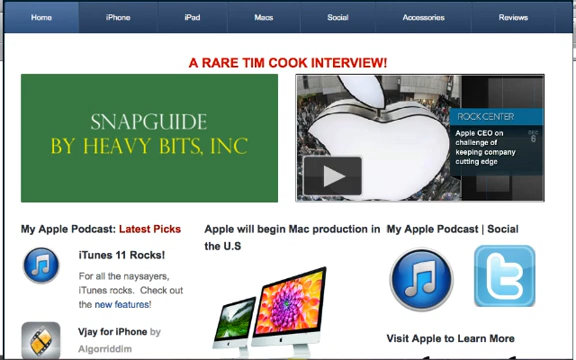 Home iPhone iPad Macs Social Accessories Reviews
A RARE TIM COOK INTERVIEW!
SNAPGUIDE
BY HEAVY BITS, INC
ROCK CENTER
Apple CEO on
challenge of
keeping company
cutting edge
DEC
6
My Apple Podcast: Latest Picks
iTunes 11 Rocks!
For all the naysayers,
iTunes rocks. Check out
the new features!
Vjay for iPhone by
Algorriddim
Apple will begin Mac production in
the U.S
My Apple Podcast | Social
Visit Apple to Learn More